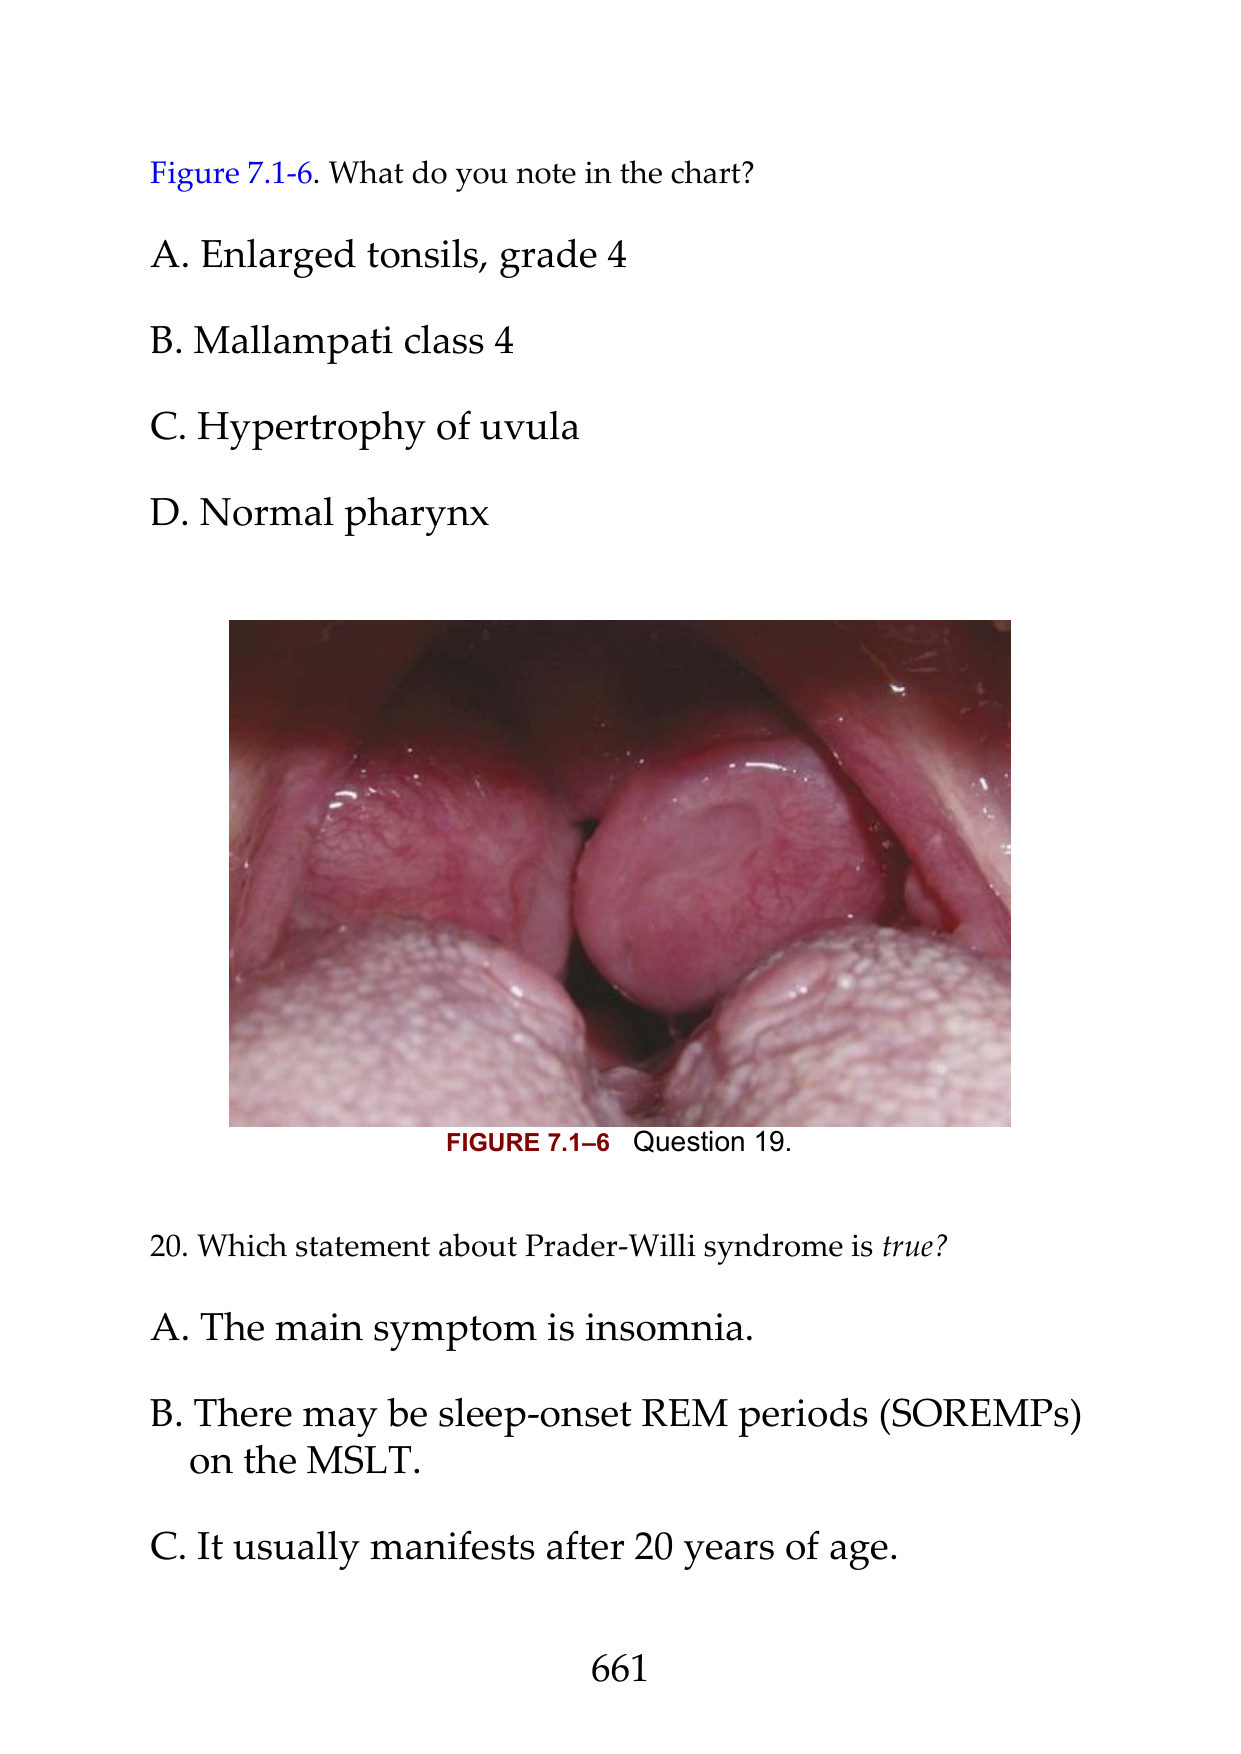 Figure 7.1-6. What do you note in the chart?
A. Enlarged tonsils, grade 4
B. Mallampati class 4
C. Hypertrophy of uvula
D. Normal pharynx
FIGURE 7.1–6 Question 19.
20. Which statement about Prader-Willi syndrome is true?
A. The main symptom is insomnia.
B. There may be sleep-onset REM periods (SOREMPs)
on the MSLT.
C. It usually manifests after 20 years of age.
661